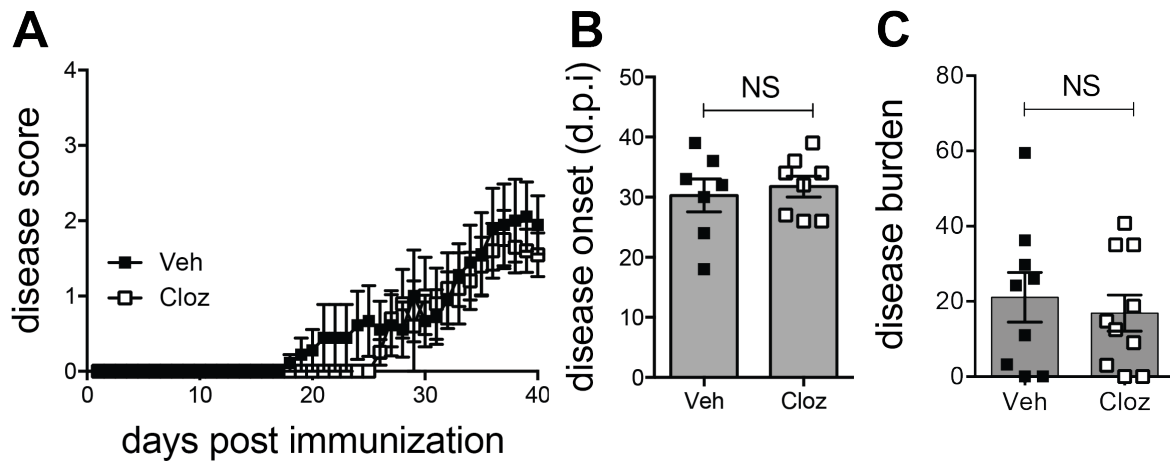 A
disease score
4
3
2
1
0
Veh
Cloz
0
10
20
30
40
days post immunization
B
disease onset (d.p.i)
50
40
30
20
10
0
NS
Veh
Cloz
C
disease burden
80
60
40
20
0
NS
Veh
Cloz